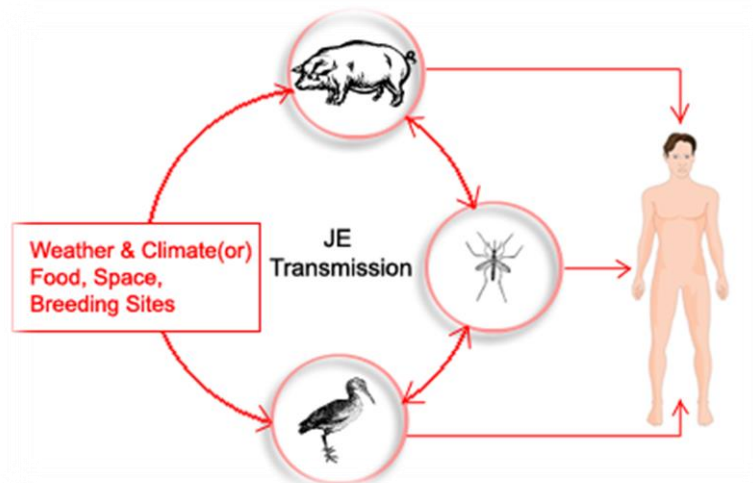 Weather & Climate(or)
Food, Space,
Breeding Sites
JE
Transmission